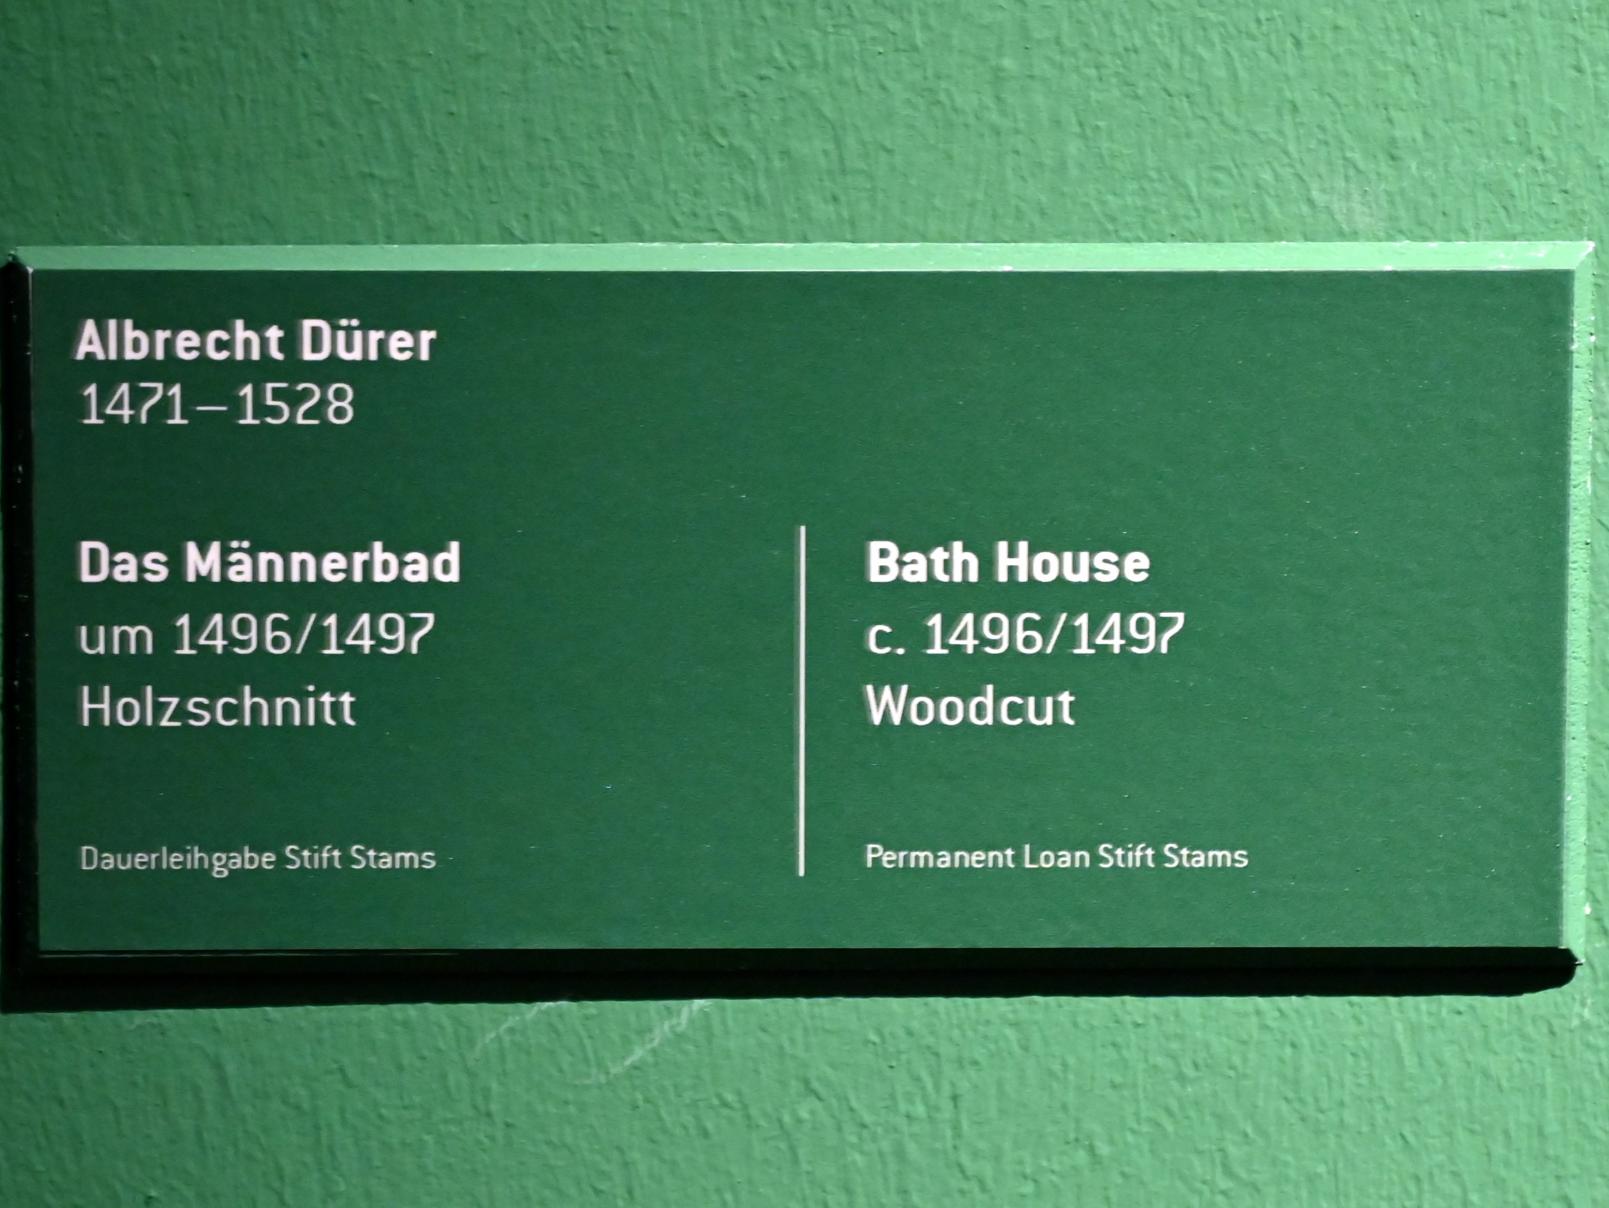 Albrecht Dürer
1471–1528
Das Männerbad
um 1496/1497
Holzschnitt
Dauerleihgabe Stift Stams
Bath House
c. 1496/1497
Woodcut
Permanent Loan Stift Stams